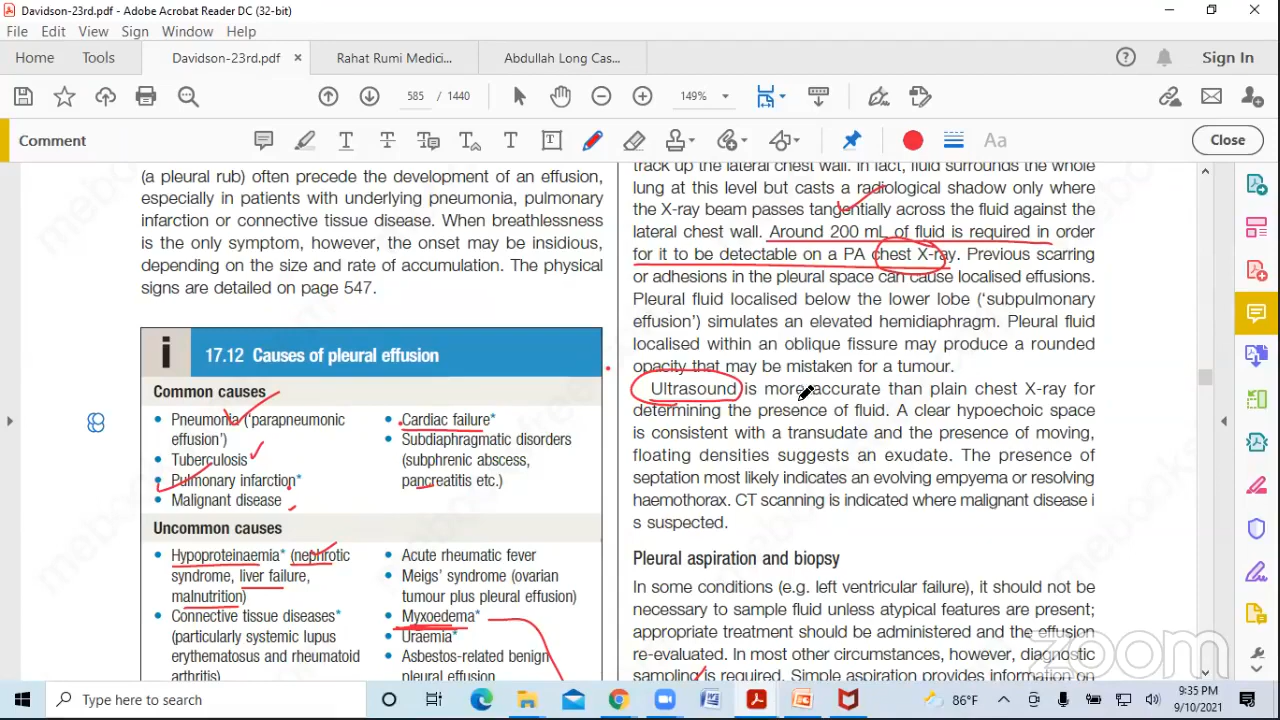 Davidson-23rd.pdf - Adobe Acrobat Reader DC (32-bit)
File Edit View Sign Window Help
Home Tools Davidson-23rd.pdf × Rahat Rumi Medici... Abdullah Long Cas... Sign In
585 / 1440 149%
Comment Close
(a pleural rub) often precede the development of an effusion,
especially in patients with underlying pneumonia, pulmonary
infarction or connective tissue disease. When breathlessness
is the only symptom, however, the onset may be insidious,
depending on the size and rate of accumulation. The physical
signs are detailed on page 547.
i 17.12 Causes of pleural effusion
Common causes
• Pneumonia (‘parapneumonic
effusion’)
• Tuberculosis
• Pulmonary infarction*
• Malignant disease
• Cardiac failure*
• Subdiaphragmatic disorders
(subphrenic abscess,
pancreatitis etc.)
Uncommon causes
• Hypoproteinaemia* (nephrotic
syndrome, liver failure,
malnutrition)
• Connective tissue diseases*
(particularly systemic lupus
erythematosus and rheumatoid
arthritis)
• Acute rheumatic fever
• Meigs’ syndrome (ovarian
tumour plus pleural effusion)
• Myxoedema*
• Uraemia*
• Asbestos-related benign
pleural effusion
track up the lateral chest wall. In fact, fluid surrounds the whole
lung at this level but casts a radiological shadow only where
the X-ray beam passes tangentially across the fluid against the
lateral chest wall. Around 200 mL of fluid is required in order
for it to be detectable on a PA chest X-ray. Previous scarring
or adhesions in the pleural space can cause localised effusions.
Pleural fluid localised below the lower lobe (‘subpulmonary
effusion’) simulates an elevated hemidiaphragm. Pleural fluid
localised within an oblique fissure may produce a rounded
opacity that may be mistaken for a tumour.
Ultrasound is more accurate than plain chest X-ray for
determining the presence of fluid. A clear hypoechoic space
is consistent with a transudate and the presence of moving,
floating densities suggests an exudate. The presence of
septation most likely indicates an evolving empyema or resolving
haemothorax. CT scanning is indicated where malignant disease i
s suspected.
Pleural aspiration and biopsy
In some conditions (e.g. left ventricular failure), it should not be
necessary to sample fluid unless atypical features are present;
appropriate treatment should be administered and the effusion
re-evaluated. In most other circumstances, however, diagnostic
sampling is required. Simple aspiration provides information on
zoom
Type here to search
86°F
9:35 PM
9/10/2021